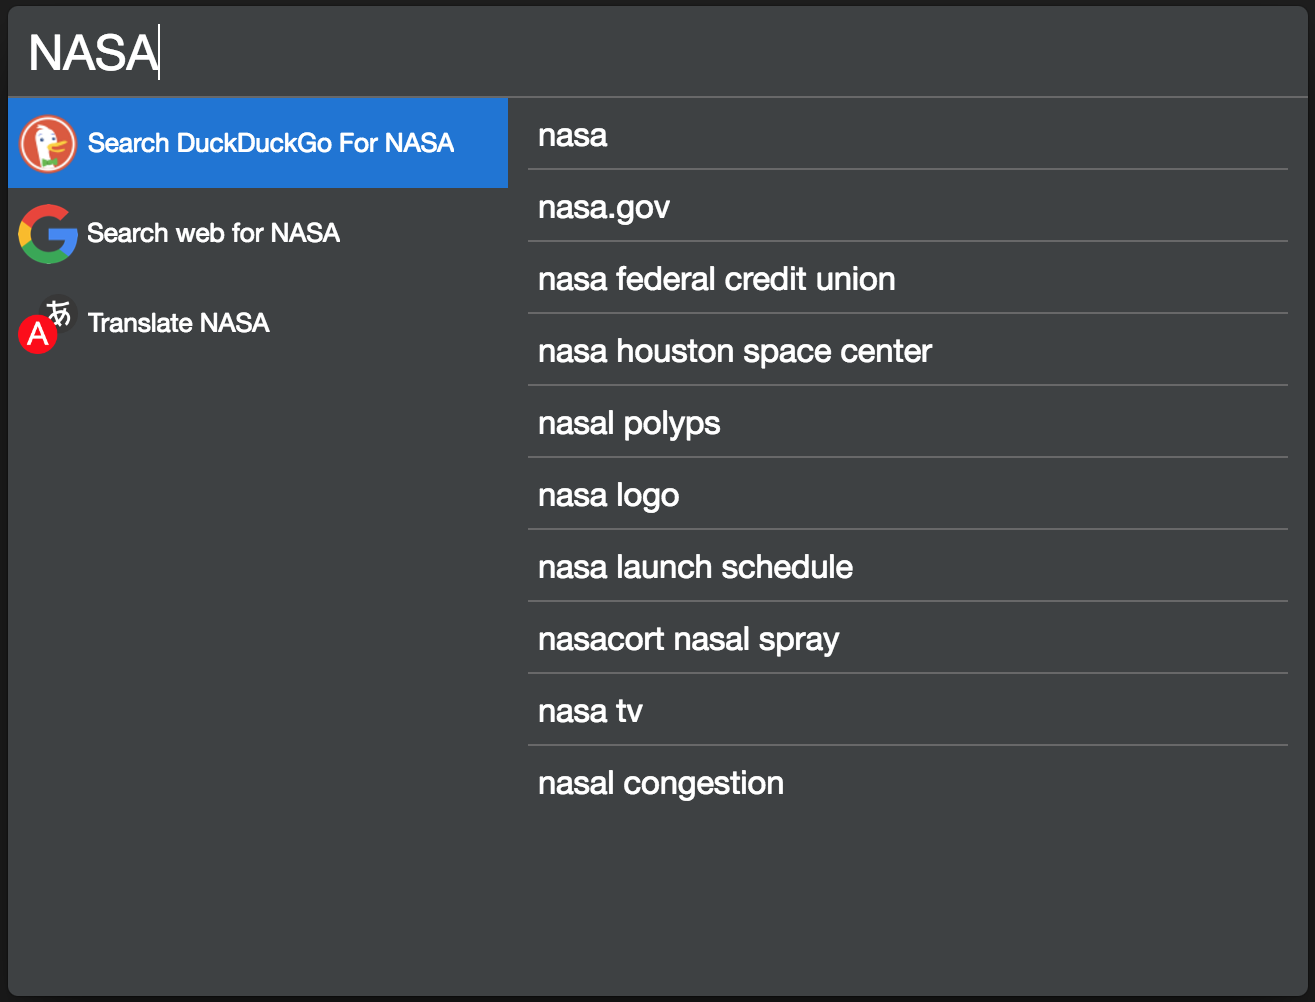 NASA
Search DuckDuckGo For NASA
Search web for NASA
あ
A
Translate NASA
nasa
nasa.gov
nasa federal credit union
nasa houston space center
nasal polyps
nasa logo
nasa launch schedule
nasacort nasal spray
nasa tv
nasal congestion